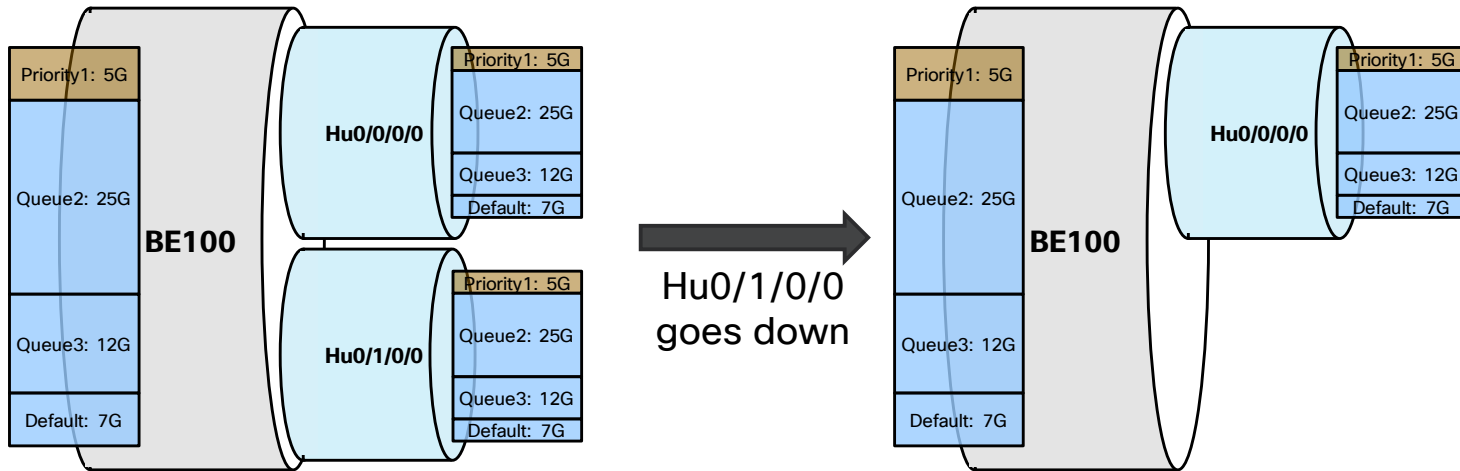 Priority1: 5G
Queue2: 25G
Queue3: 12G
Default: 7G
BE100
Hu0/0/0/0
Priority1: 5G
Queue2: 25G
Queue3: 12G
Default: 7G
Hu0/1/0/0
Priority1: 5G
Queue2: 25G
Queue3: 12G
Default: 7G
Hu0/1/0/0
goes down
Priority1: 5G
Queue2: 25G
Queue3: 12G
Default: 7G
BE100
Hu0/0/0/0
Priority1: 5G
Queue2: 25G
Queue3: 12G
Default: 7G